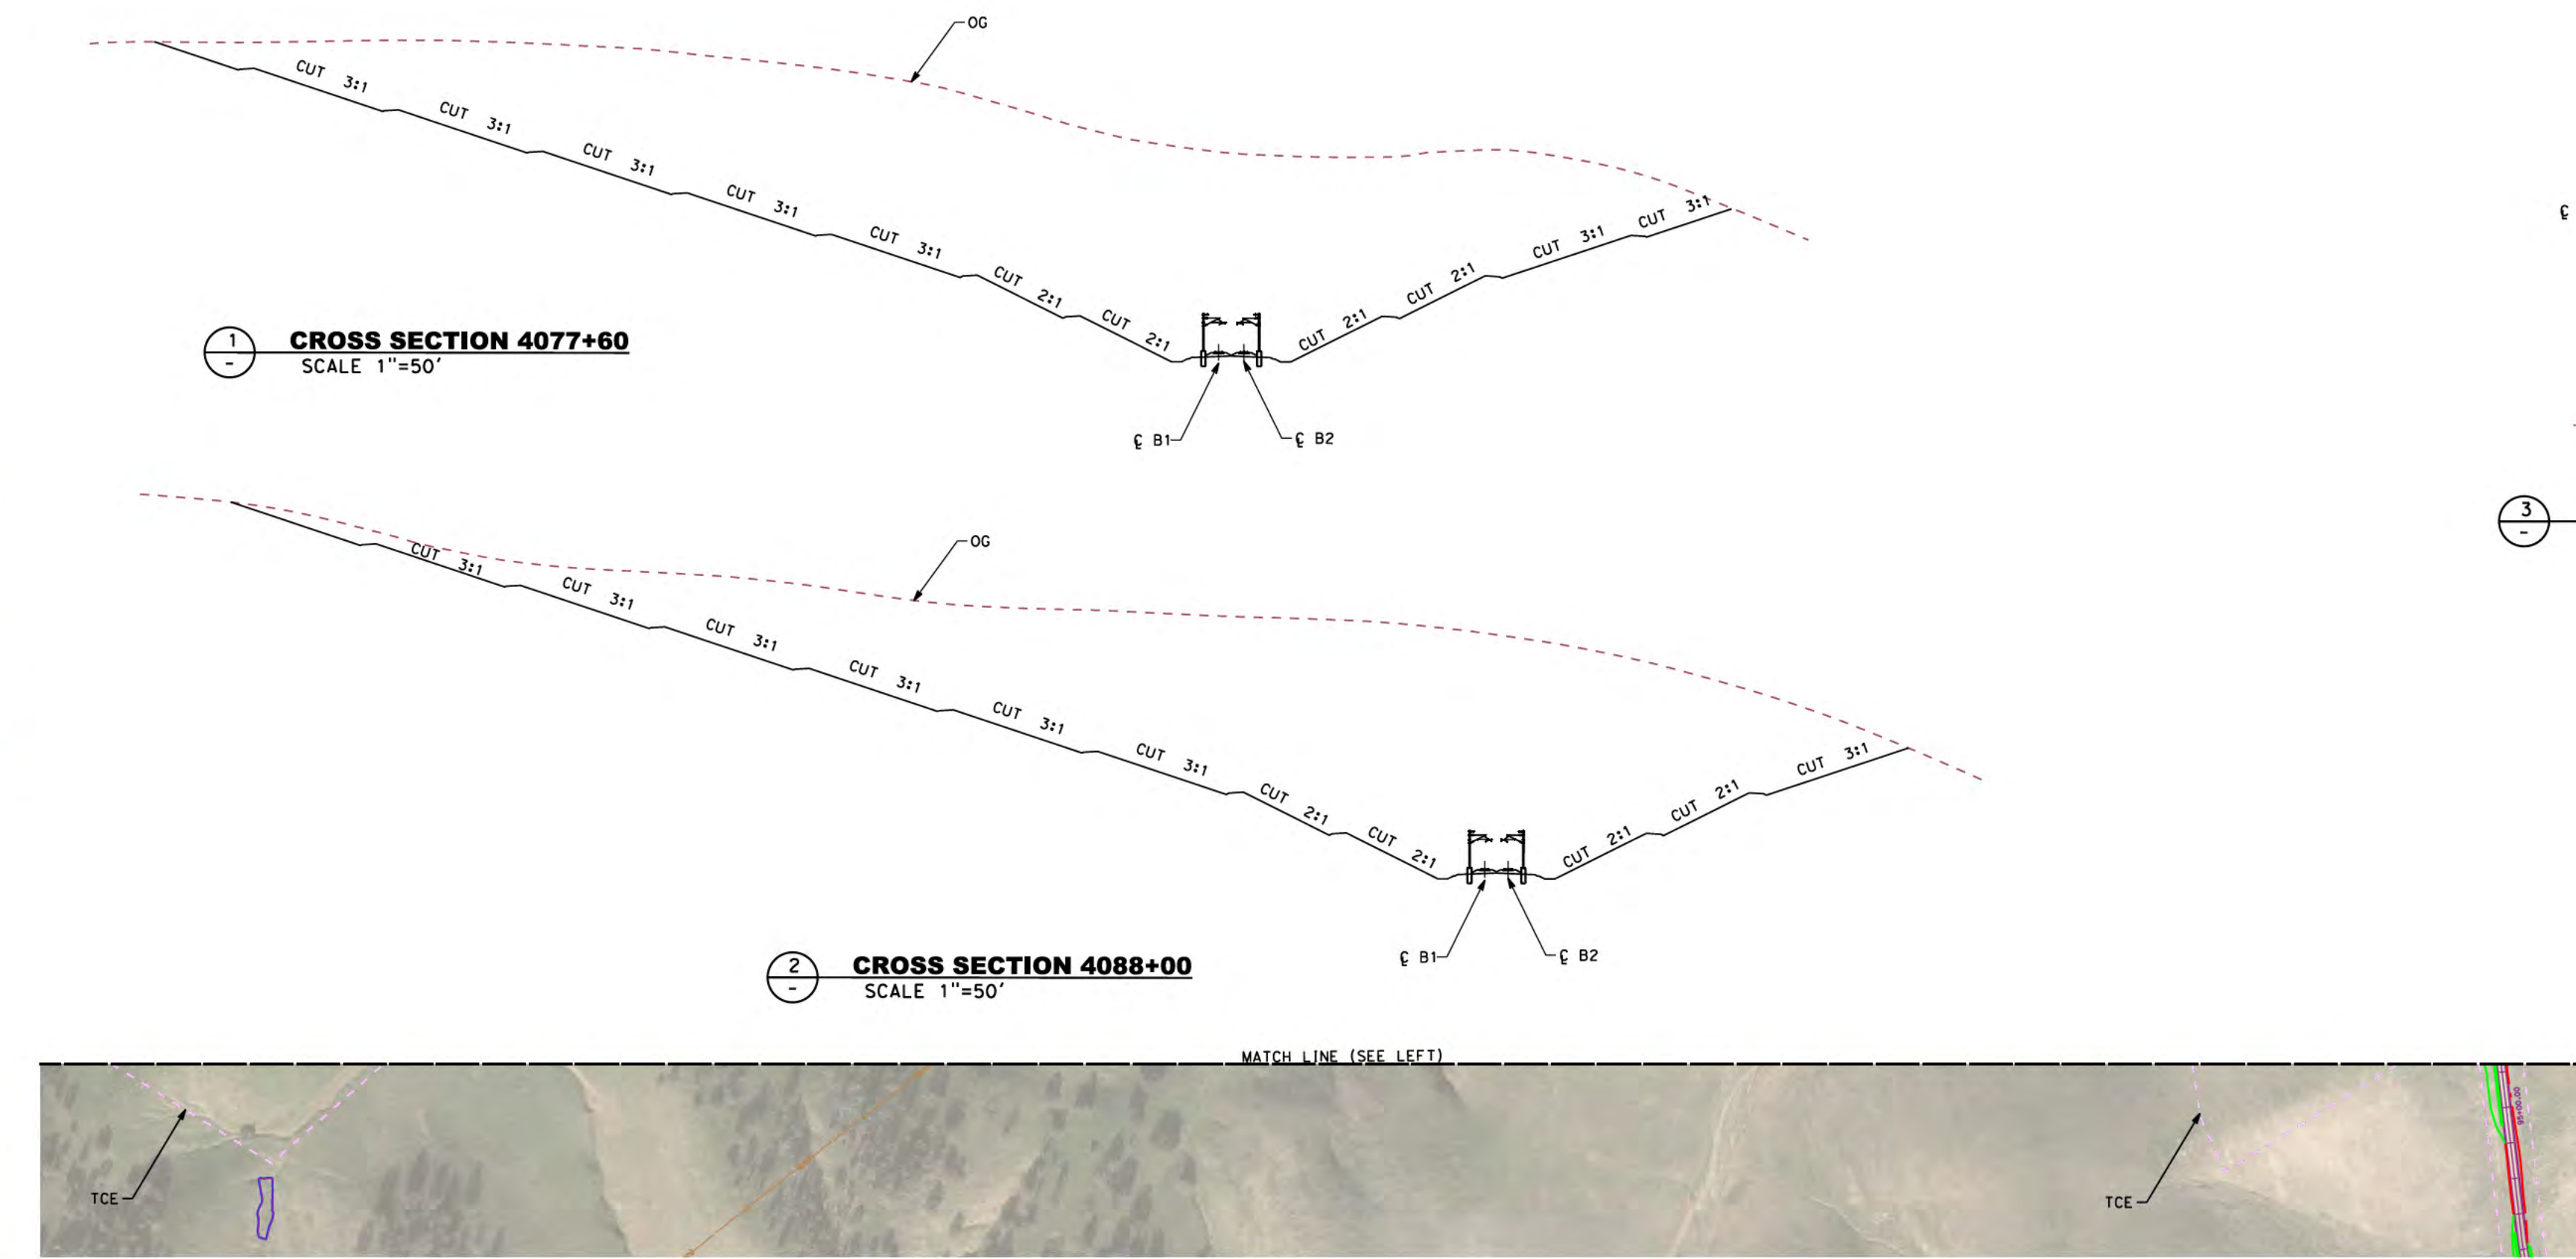 OG
CUT 3:1
CUT 3:1
CUT 3:1
CUT 3:1
CUT 3:1
CUT 2:1
CUT 2:1
CUT 2:1
CUT 2:1
CUT 3:1
CUT 3:1
℄
1
-
CROSS SECTION 4077+60
SCALE 1"=50'
℄ B1
℄ B2
OG
3
-
CUT 3:1
CUT 3:1
CUT 3:1
CUT 3:1
CUT 3:1
CUT 3:1
CUT 2:1
CUT 2:1
CUT 2:1
CUT 2:1
CUT 3:1
℄ B1
℄ B2
2
-
CROSS SECTION 4088+00
SCALE 1"=50'
MATCH LINE (SEE LEFT)
TCE
TCE